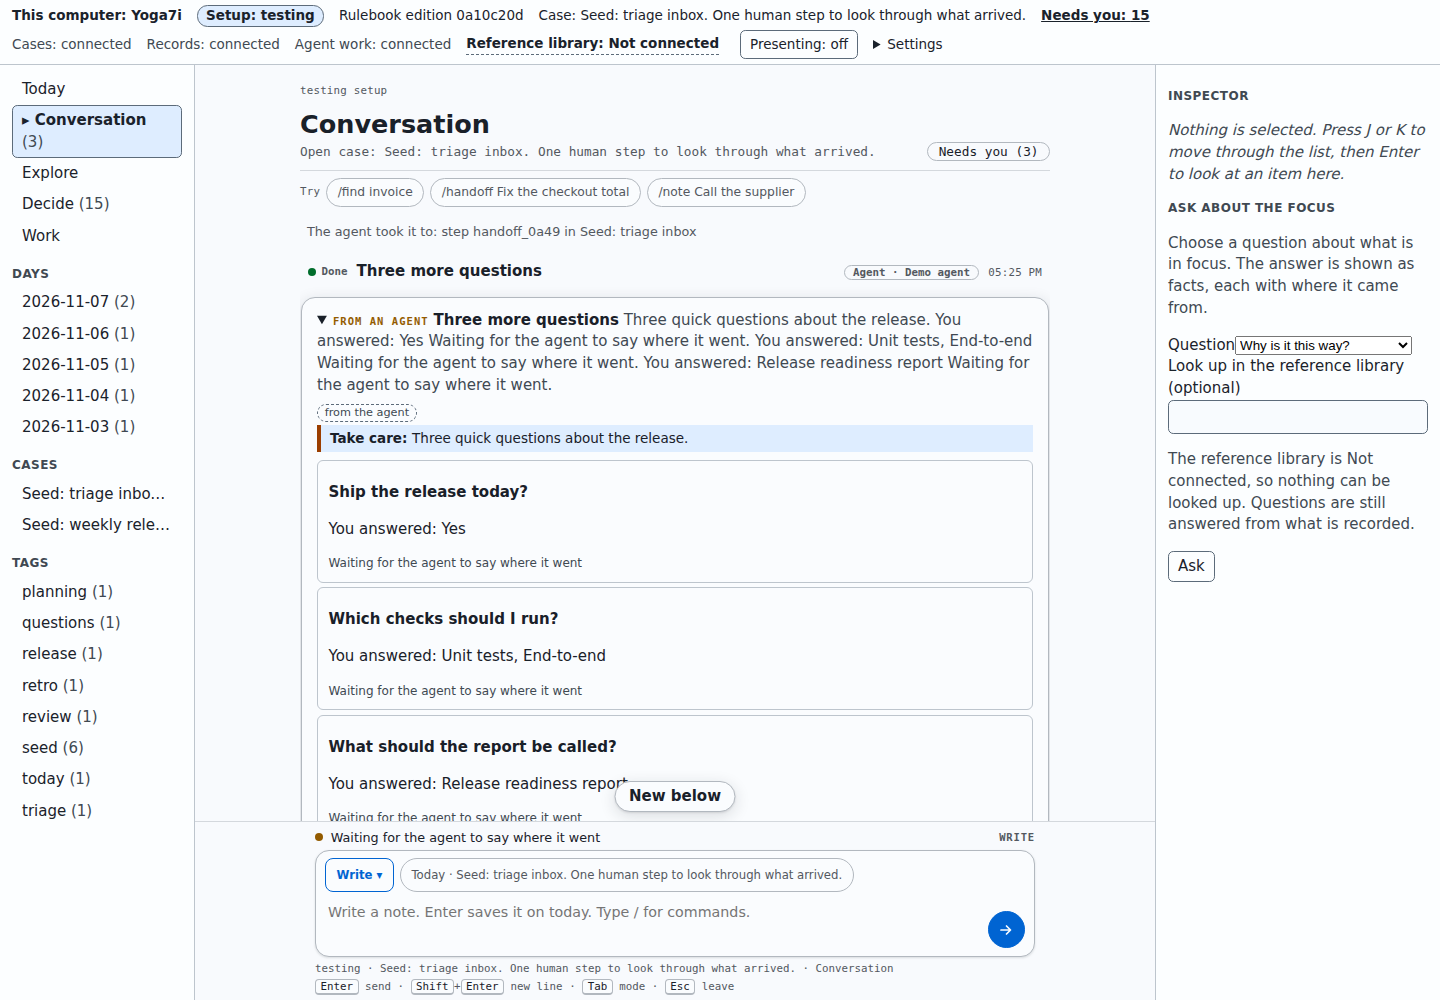 This computer: Yoga7i Setup: testing Rulebook edition 0a10c20d Case: Seed: triage inbox. One human step to look through what arrived. Needs you: 15
Cases: connected Records: connected Agent work: connected Reference library: Not connected Presenting: off ▶ Settings
Today
▸ Conversation
(3)
Explore
Decide (15)
Work
DAYS
2026-11-07 (2)
2026-11-06 (1)
2026-11-05 (1)
2026-11-04 (1)
2026-11-03 (1)
CASES
Seed: triage inbo…
Seed: weekly rele…
TAGS
planning (1)
questions (1)
release (1)
retro (1)
review (1)
seed (6)
today (1)
triage (1)
testing setup
Conversation
Open case: Seed: triage inbox. One human step to look through what arrived. Needs you (3)
Try /find invoice /handoff Fix the checkout total /note Call the supplier
The agent took it to: step handoff_0a49 in Seed: triage inbox
Done Three more questions Agent · Demo agent 05:25 PM
▼ FROM AN AGENT Three more questions Three quick questions about the release. You
answered: Yes Waiting for the agent to say where it went. You answered: Unit tests, End-to-end
Waiting for the agent to say where it went. You answered: Release readiness report Waiting for
the agent to say where it went.
from the agent
Take care: Three quick questions about the release.
Ship the release today?
You answered: Yes
Waiting for the agent to say where it went
Which checks should I run?
You answered: Unit tests, End-to-end
Waiting for the agent to say where it went
What should the report be called?
You answered: Release readiness report
New below
Waiting for the agent to say where it went
Waiting for the agent to say where it went WRITE
Write ▾ Today · Seed: triage inbox. One human step to look through what arrived.
Write a note. Enter saves it on today. Type / for commands.
→
testing · Seed: triage inbox. One human step to look through what arrived. · Conversation
Enter send · Shift+Enter new line · Tab mode · Esc leave
INSPECTOR
Nothing is selected. Press J or K to
move through the list, then Enter
to look at an item here.
ASK ABOUT THE FOCUS
Choose a question about what is
in focus. The answer is shown as
facts, each with where it came
from.
Question Why is it this way?
Look up in the reference library
(optional)
The reference library is Not
connected, so nothing can be
looked up. Questions are still
answered from what is recorded.
Ask